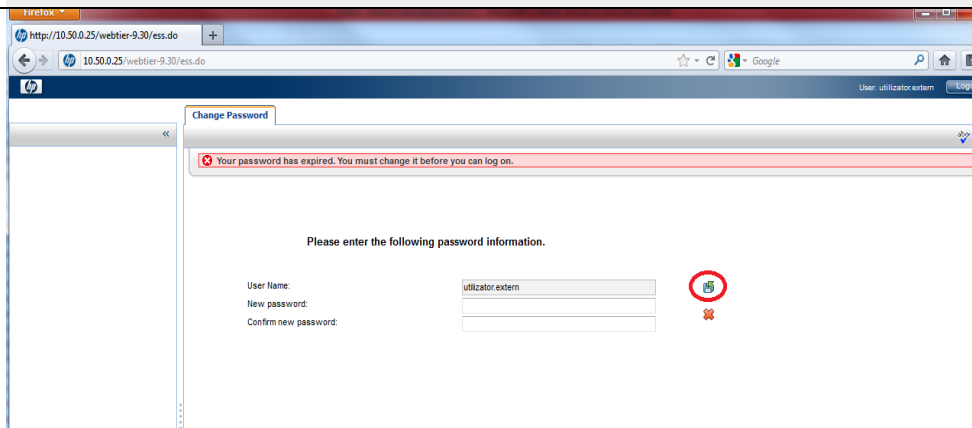 Firefox
http://10.50.0.25/webtier-9.30/ess.do
10.50.0.25/webtier-9.30/ess.do
Google
hp
User: utilizator.extern
Change Password
«
Your password has expired. You must change it before you can log on.
Please enter the following password information.
User Name:
utilizator.extern
New password:
Confirm new password: